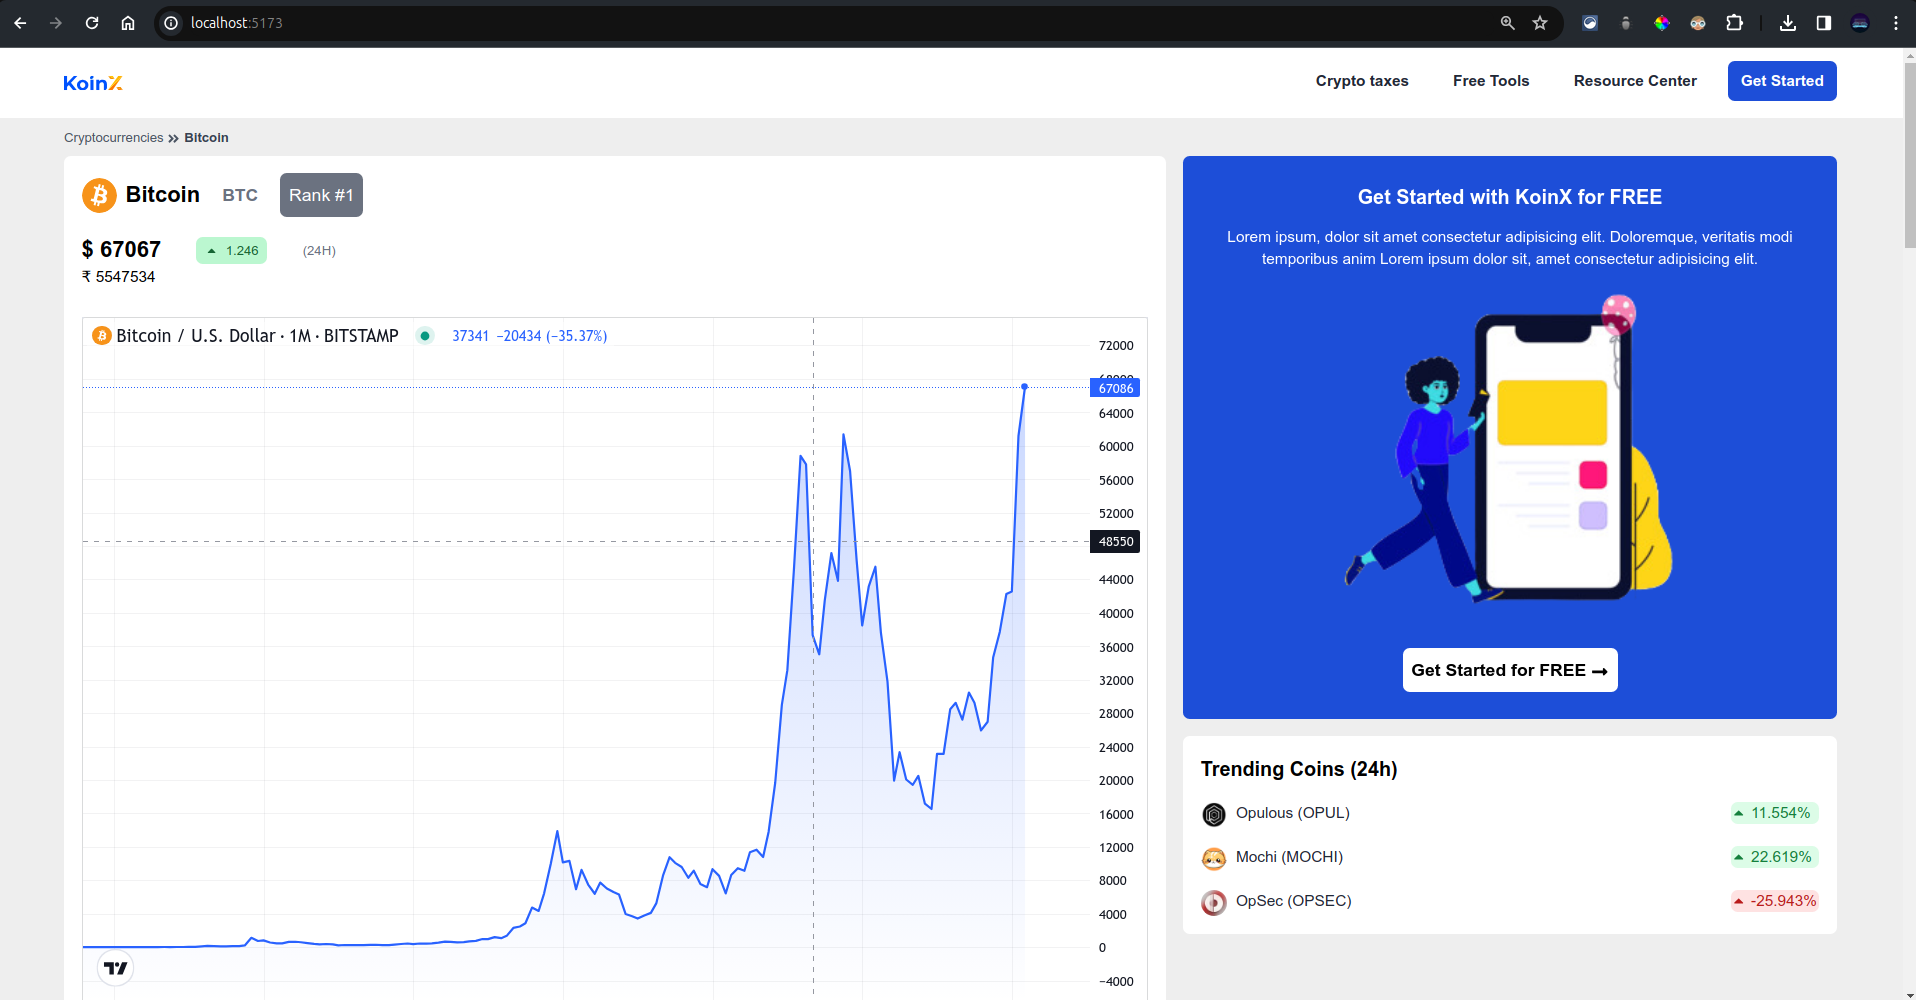 localhost:5173
KoinX
Crypto taxes
Free Tools
Resource Center
Get Started
Cryptocurrencies » Bitcoin
Bitcoin BTC Rank #1
$ 67067 1.246 (24H)
₹ 5547534
Bitcoin / U.S. Dollar · 1M · BITSTAMP 37341 −20434 (−35.37%)
72000
67086
64000
60000
56000
52000
48550
44000
40000
36000
32000
28000
24000
20000
16000
12000
8000
4000
0
−4000
Get Started with KoinX for FREE
Lorem ipsum, dolor sit amet consectetur adipisicing elit. Doloremque, veritatis modi
temporibus anim Lorem ipsum dolor sit, amet consectetur adipisicing elit.
Get Started for FREE →
Trending Coins (24h)
Opulous (OPUL) 11.554%
Mochi (MOCHI) 22.619%
OpSec (OPSEC) -25.943%